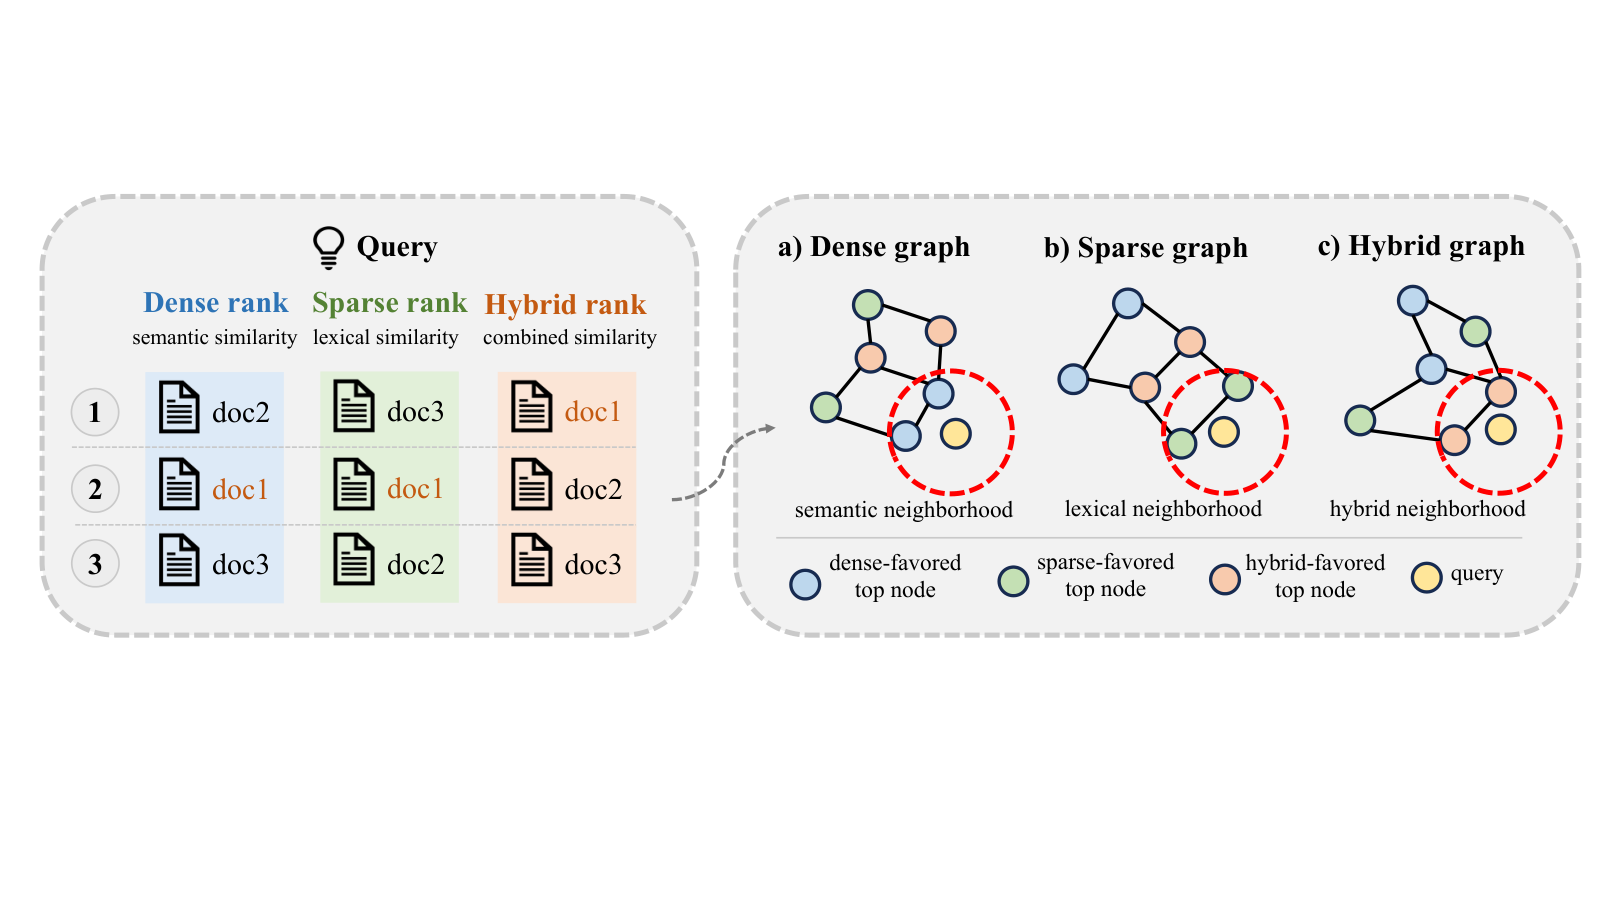 Query
Dense rank
Sparse rank
Hybrid rank
semantic similarity
lexical similarity
combined similarity
1
doc2
doc3
doc1
2
doc1
doc1
doc2
3
doc3
doc2
doc3
a) Dense graph
b) Sparse graph
c) Hybrid graph
semantic neighborhood
lexical neighborhood
hybrid neighborhood
dense-favored
top node
sparse-favored
top node
hybrid-favored
top node
query